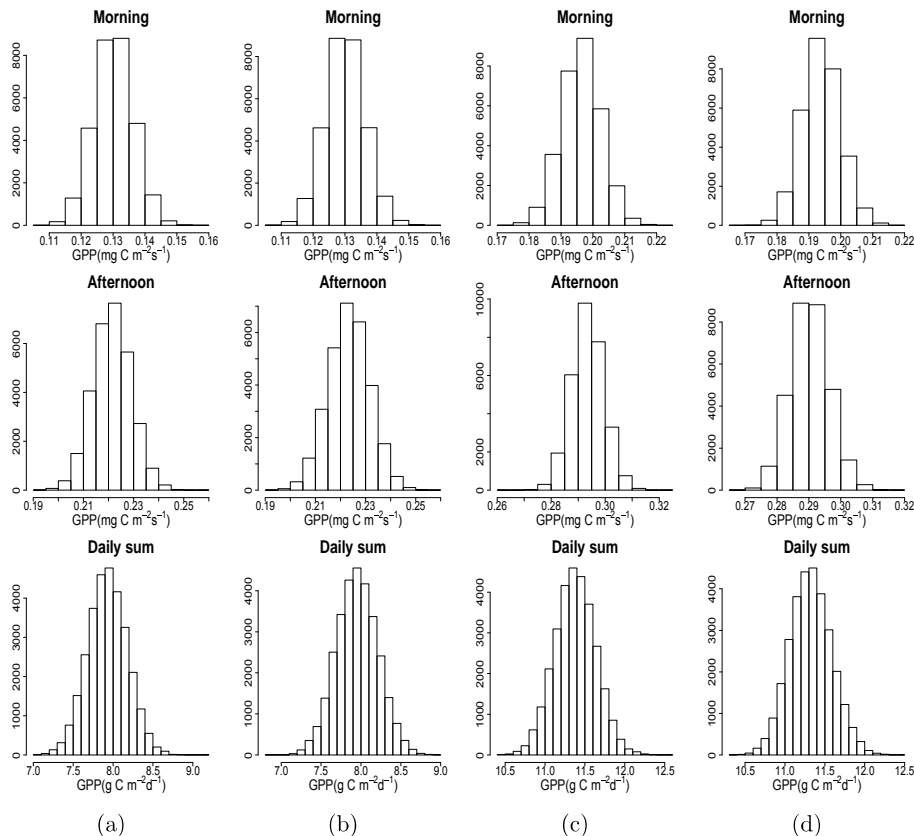 Morning
8000
6000
4000
2000
0
0.11 0.12 0.13 0.14 0.15 0.16
GPP(mg C m⁻²s⁻¹)
Morning
8000
6000
4000
2000
0
0.11 0.12 0.13 0.14 0.15 0.16
GPP(mg C m⁻²s⁻¹)
Morning
8000
6000
4000
2000
0
0.17 0.18 0.19 0.20 0.21 0.22
GPP(mg C m⁻²s⁻¹)
Morning
8000
6000
4000
2000
0
0.17 0.18 0.19 0.20 0.21 0.22
GPP(mg C m⁻²s⁻¹)
Afternoon
6000
4000
2000
0
0.19 0.21 0.23 0.25
GPP(mg C m⁻²s⁻¹)
Afternoon
6000
4000
2000
0
0.19 0.21 0.23 0.25
GPP(mg C m⁻²s⁻¹)
Afternoon
10000
6000
2000
0
0.26 0.28 0.30 0.32
GPP(mg C m⁻²s⁻¹)
Afternoon
8000
6000
4000
2000
0
0.27 0.28 0.29 0.30 0.31 0.32
GPP(mg C m⁻²s⁻¹)
Daily sum
4000
3000
2000
1000
0
7.0 7.5 8.0 8.5 9.0
GPP(g C m⁻²d⁻¹)
Daily sum
4000
3000
2000
1000
0
7.0 7.5 8.0 8.5 9.0
GPP(g C m⁻²d⁻¹)
Daily sum
4000
3000
2000
1000
0
10.5 11.0 11.5 12.0 12.5
GPP(g C m⁻²d⁻¹)
Daily sum
4000
3000
2000
1000
0
10.5 11.0 11.5 12.0 12.5
GPP(g C m⁻²d⁻¹)
(a) (b) (c) (d)